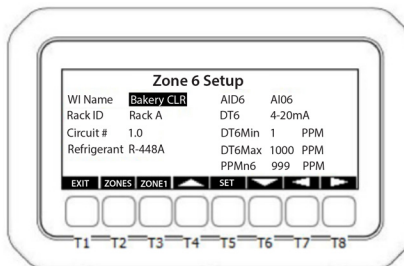 Zone 6 Setup
WI Name Bakery CLR AID6 AI06
Rack ID Rack A DT6 4-20mA
Circuit # 1.0 DT6Min 1 PPM
Refrigerant R-448A DT6Max 1000 PPM
PPMn6 999 PPM
EXIT ZONES ZONE1 SET
T1 T2 T3 T4 T5 T6 T7 T8